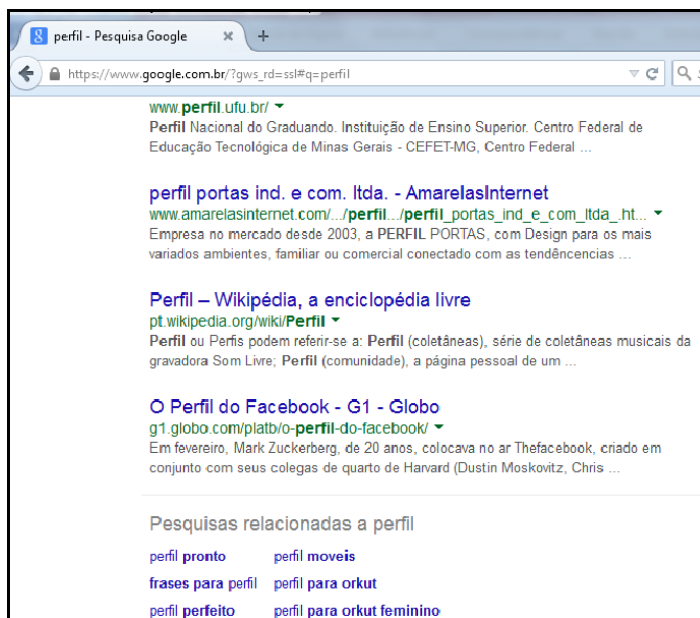 perfil - Pesquisa Google
https://www.google.com.br/?gws_rd=ssl#q=perfil
www.perfil.ufu.br/
Perfil Nacional do Graduando. Instituição de Ensino Superior. Centro Federal de
Educação Tecnológica de Minas Gerais - CEFET-MG, Centro Federal ...
perfil portas ind. e com. ltda. - AmarelasInternet
www.amarelasinternet.com/.../perfil.../perfil_portas_ind_e_com_ltda_.ht...
Empresa no mercado desde 2003, a PERFIL PORTAS, com Design para os mais
variados ambientes, familiar ou comercial conectado com as tendêncencias ...
Perfil – Wikipédia, a enciclopédia livre
pt.wikipedia.org/wiki/Perfil
Perfil ou Perfis podem referir-se a: Perfil (coletâneas), série de coletâneas musicais da
gravadora Som Livre; Perfil (comunidade), a página pessoal de um ...
O Perfil do Facebook - G1 - Globo
g1.globo.com/platb/o-perfil-do-facebook/
Em fevereiro, Mark Zuckerberg, de 20 anos, colocava no ar Thefacebook, criado em
conjunto com seus colegas de quarto de Harvard (Dustin Moskovitz, Chris ...
Pesquisas relacionadas a perfil
perfil pronto perfil moveis
frases para perfil perfil para orkut
perfil perfeito perfil para orkut feminino